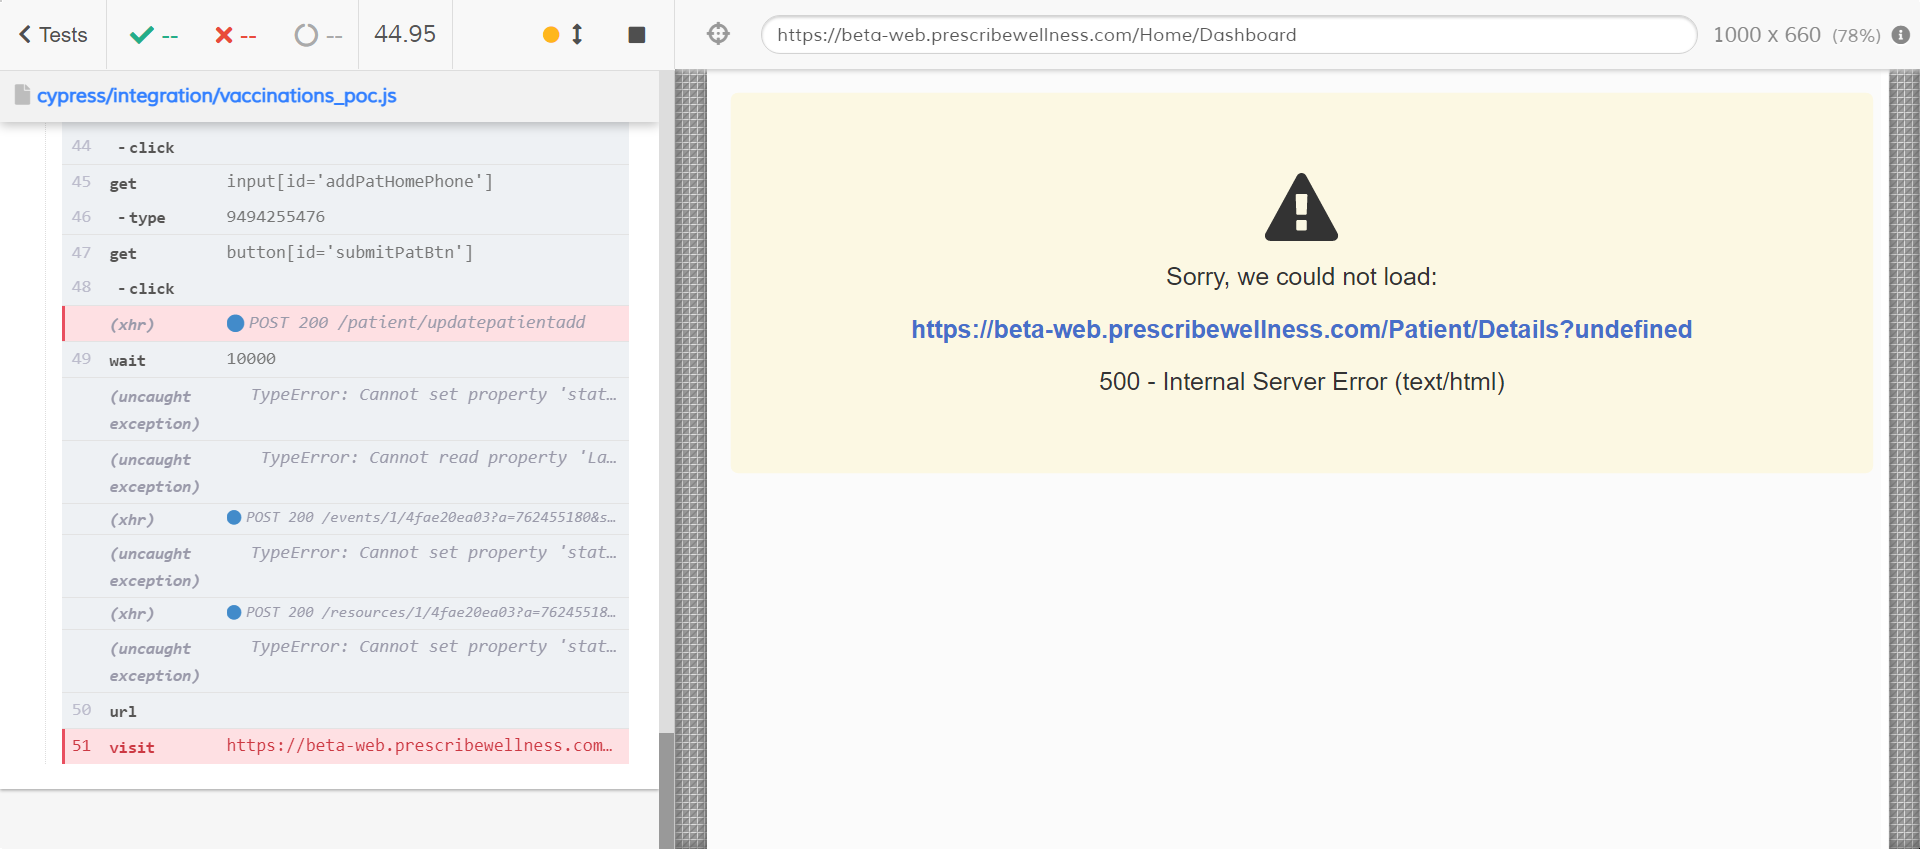 Tests -- -- -- 44.95
https://beta-web.prescribewellness.com/Home/Dashboard 1000 x 660 (78%)
cypress/integration/vaccinations_poc.js
44 - click
45 get input[id='addPatHomePhone']
46 - type 9494255476
47 get button[id='submitPatBtn']
48 - click
(xhr) POST 200 /patient/updatepatientadd
49 wait 10000
(uncaught TypeError: Cannot set property 'stat…
exception)
(uncaught TypeError: Cannot read property 'La…
exception)
(xhr) POST 200 /events/1/4fae20ea03?a=762455180&s…
(uncaught TypeError: Cannot set property 'stat…
exception)
(xhr) POST 200 /resources/1/4fae20ea03?a=76245518…
(uncaught TypeError: Cannot set property 'stat…
exception)
50 url
51 visit https://beta-web.prescribewellness.com…
Sorry, we could not load:
https://beta-web.prescribewellness.com/Patient/Details?undefined
500 - Internal Server Error (text/html)